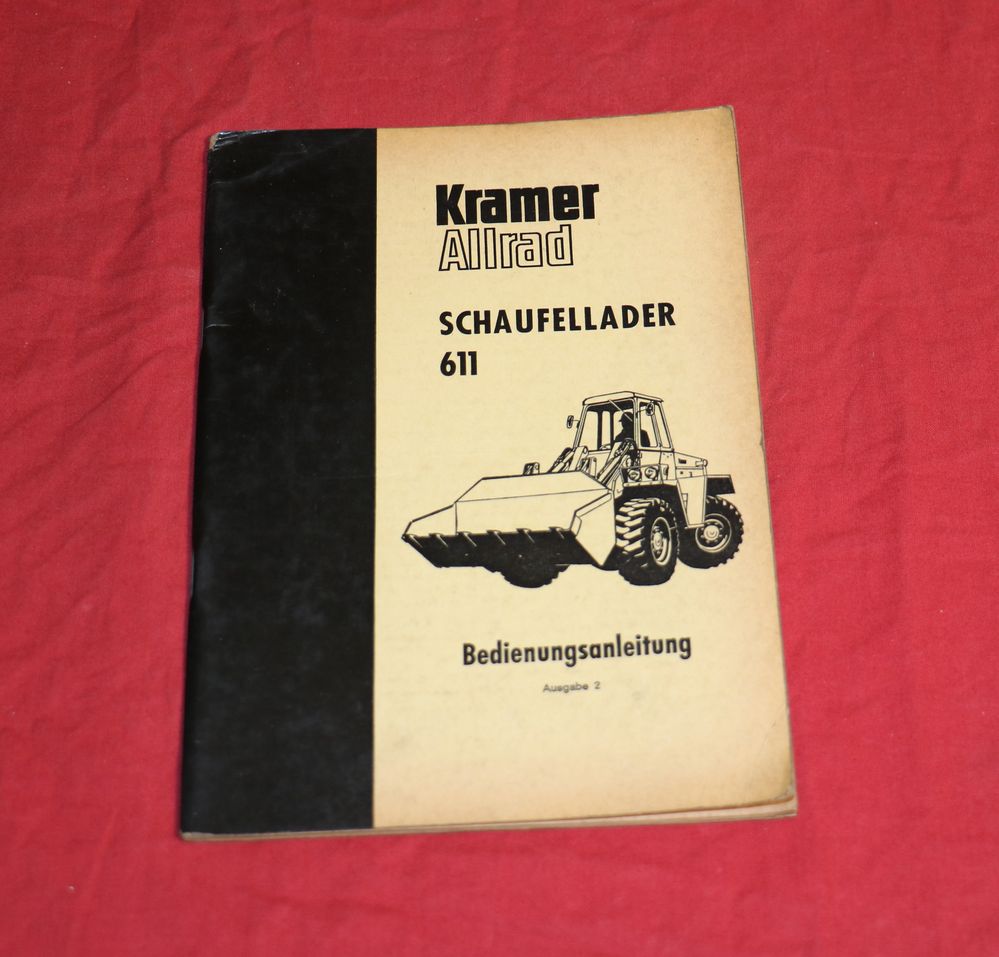 Kramer
Allrad
SCHAUFELLADER
611
Bedienungsanleitung
Ausgabe 2